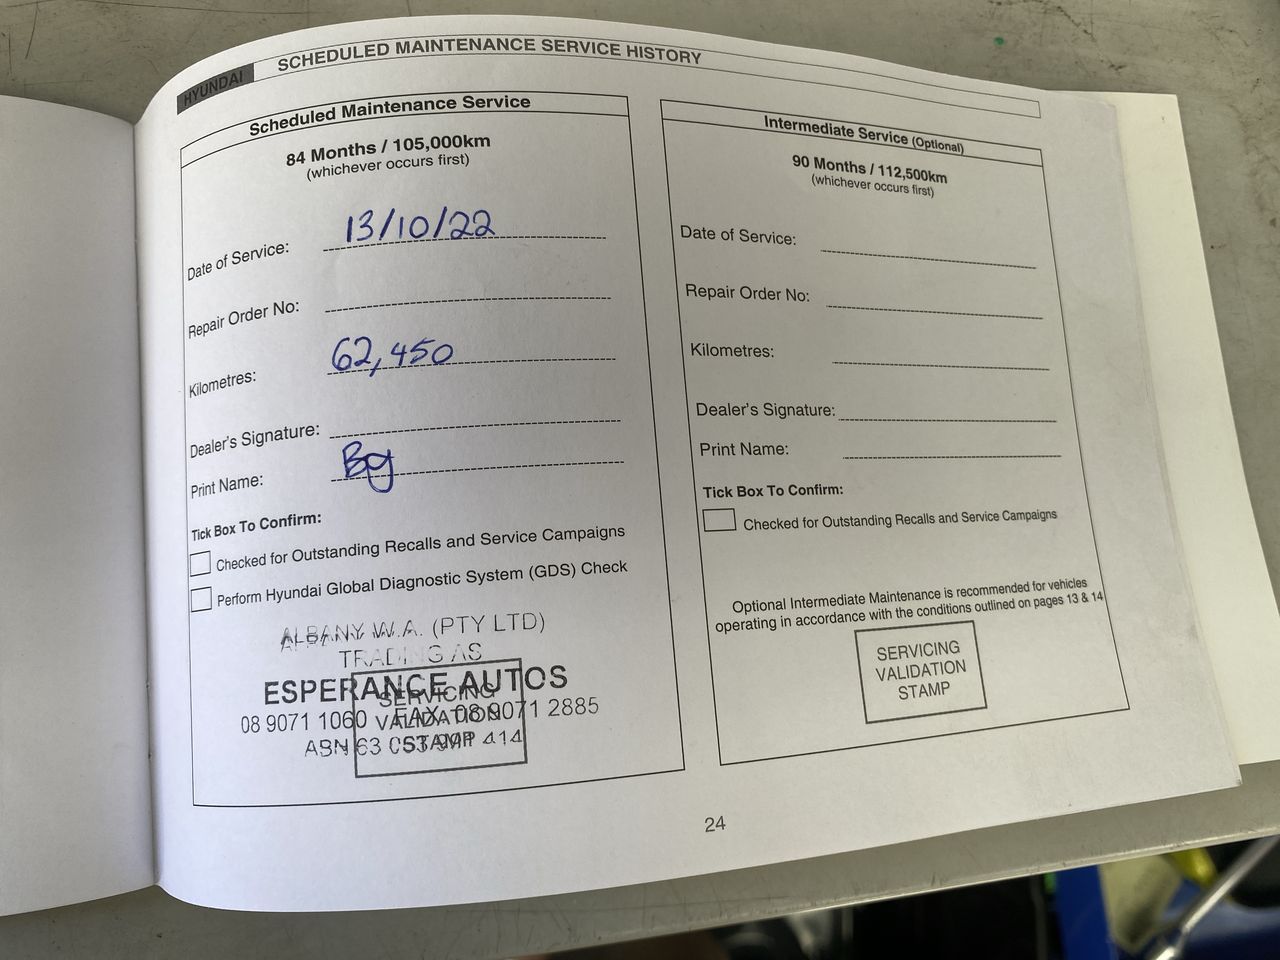 HYUNDAI
SCHEDULED MAINTENANCE SERVICE HISTORY
Scheduled Maintenance Service
84 Months / 105,000km
(whichever occurs first)
Date of Service: 13/10/22
Repair Order No:
Kilometres: 62,450
Dealer's Signature:
Print Name:
Tick Box To Confirm:
Checked for Outstanding Recalls and Service Campaigns
Perform Hyundai Global Diagnostic System (GDS) Check
ALBANY W.A. (PTY LTD)
TRADING AS
ESPERANCE AUTOS
08 9071 1060 FAX 08 9071 2885
ABN 63
SERVICING
VALIDATION
STAMP
Intermediate Service (Optional)
90 Months / 112,500km
(whichever occurs first)
Date of Service:
Repair Order No:
Kilometres:
Dealer's Signature:
Print Name:
Tick Box To Confirm:
Checked for Outstanding Recalls and Service Campaigns
Optional Intermediate Maintenance is recommended for vehicles
operating in accordance with the conditions outlined on pages 13 & 14
SERVICING
VALIDATION
STAMP
24